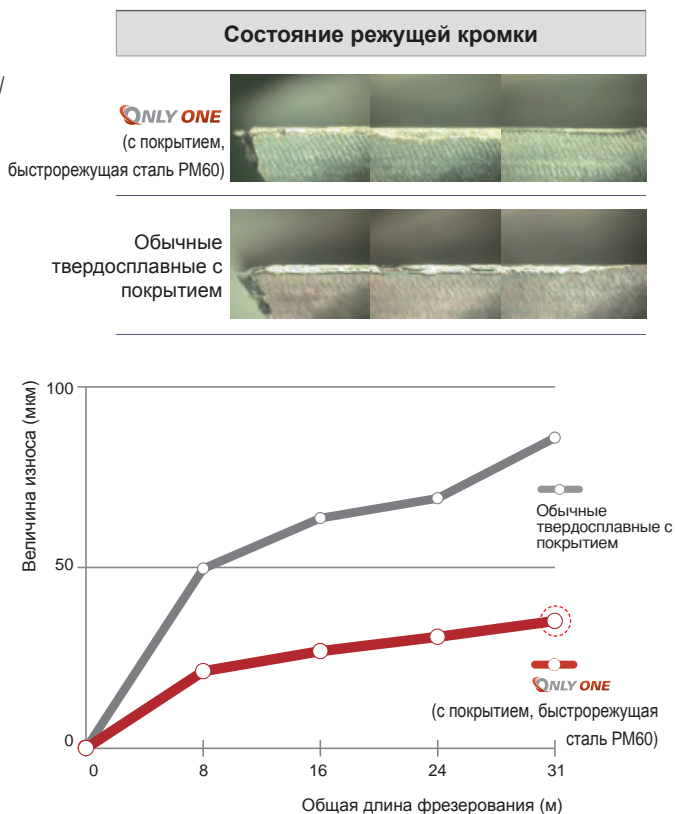 Состояние режущей кромки
/
ONLY ONE
(с покрытием,
быстрорежущая сталь PM60)
Обычные
твердосплавные с
покрытием
Величина износа (мкм)
100
50
0
0 8 16 24 31
Обычные
твердосплавные с
покрытием
ONLY ONE
(с покрытием, быстрорежущая
сталь PM60)
Общая длина фрезерования (м)